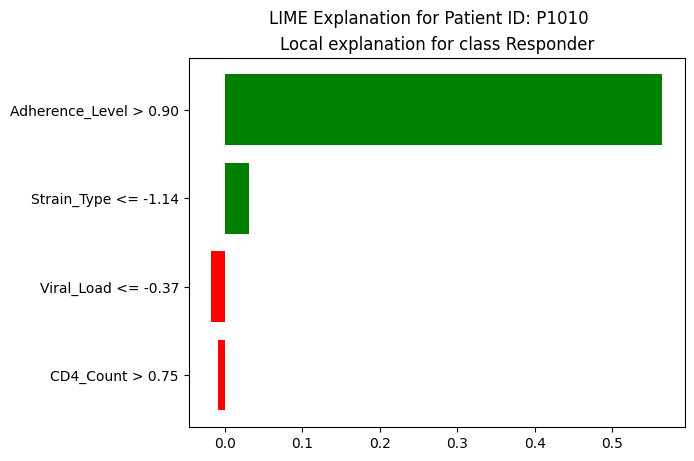 LIME Explanation for Patient ID: P1010
Local explanation for class Responder
Adherence_Level > 0.90
Strain_Type <= -1.14
Viral_Load <= -0.37
CD4_Count > 0.75
0.0 0.1 0.2 0.3 0.4 0.5